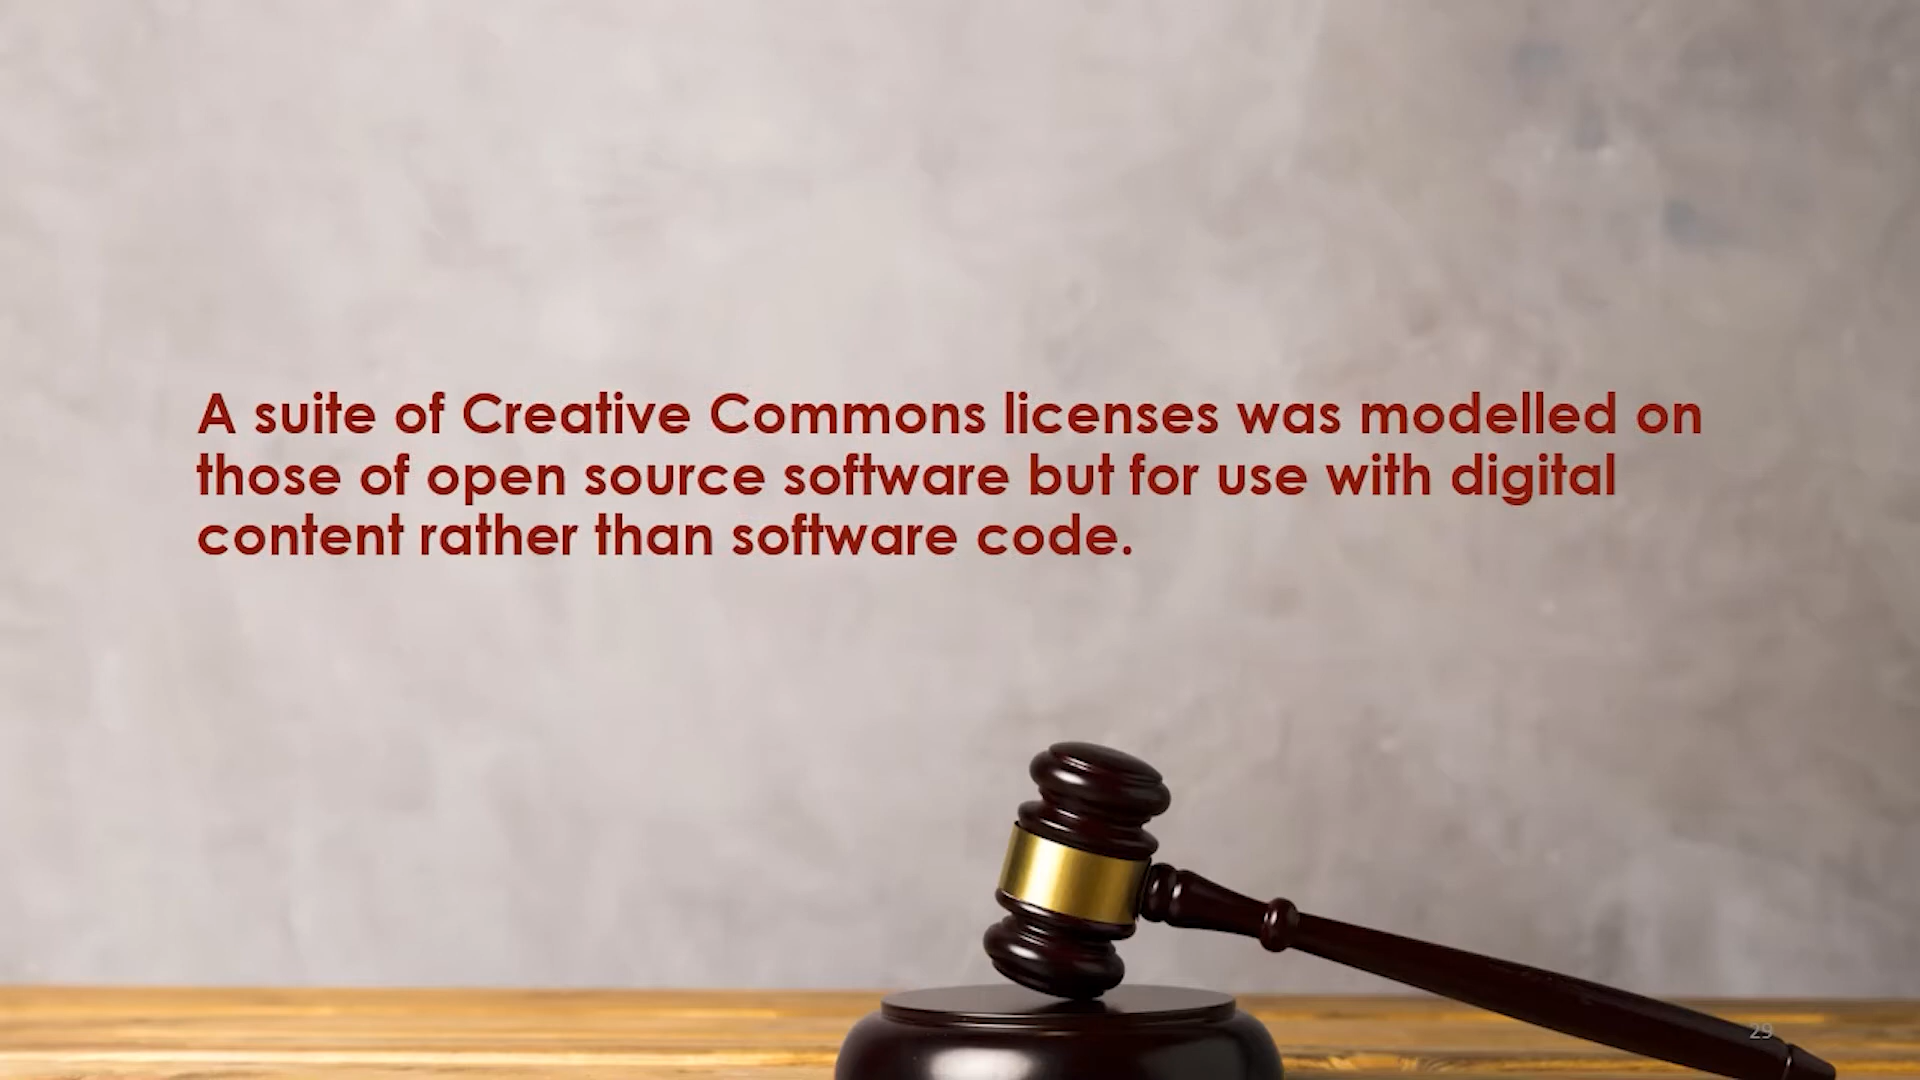 A suite of Creative Commons licenses was modelled on
those of open source software but for use with digital
content rather than software code.
29